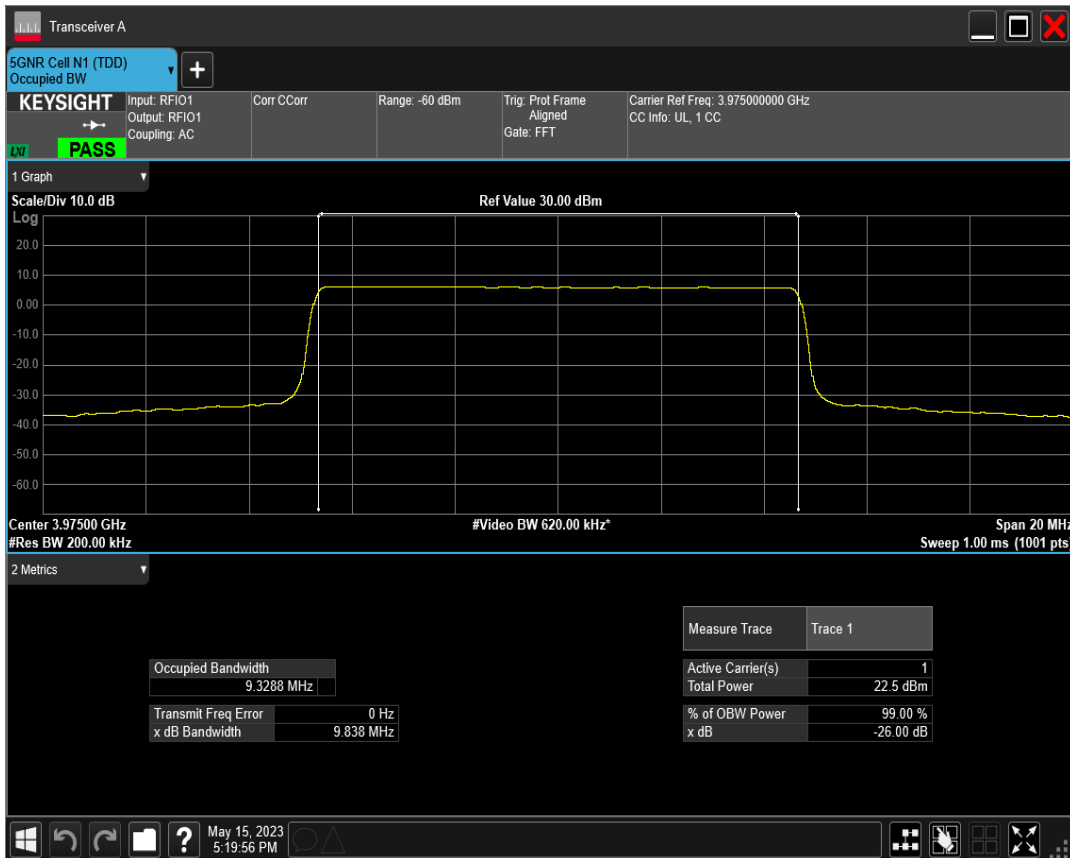 Transceiver A
5GNR Cell N1 (TDD)
Occupied BW
+
KEYSIGHT
LXI
PASS
Input: RFIO1
Output: RFIO1
Coupling: AC
Corr CCorr
Range: -60 dBm
Trig: Prot Frame
Aligned
Gate: FFT
Carrier Ref Freq: 3.975000000 GHz
CC Info: UL, 1 CC
1 Graph
Scale/Div 10.0 dB
Ref Value 30.00 dBm
Log
20.0
10.0
0.00
-10.0
-20.0
-30.0
-40.0
-50.0
-60.0
Center 3.97500 GHz
#Video BW 620.00 kHz*
Span 20 MHz
#Res BW 200.00 kHz
Sweep 1.00 ms (1001 pts)
2 Metrics
Measure Trace Trace 1
Occupied Bandwidth
9.3288 MHz
Transmit Freq Error 0 Hz
x dB Bandwidth 9.838 MHz
Active Carrier(s) 1
Total Power 22.5 dBm
% of OBW Power 99.00 %
x dB -26.00 dB
?
May 15, 2023
5:19:56 PM